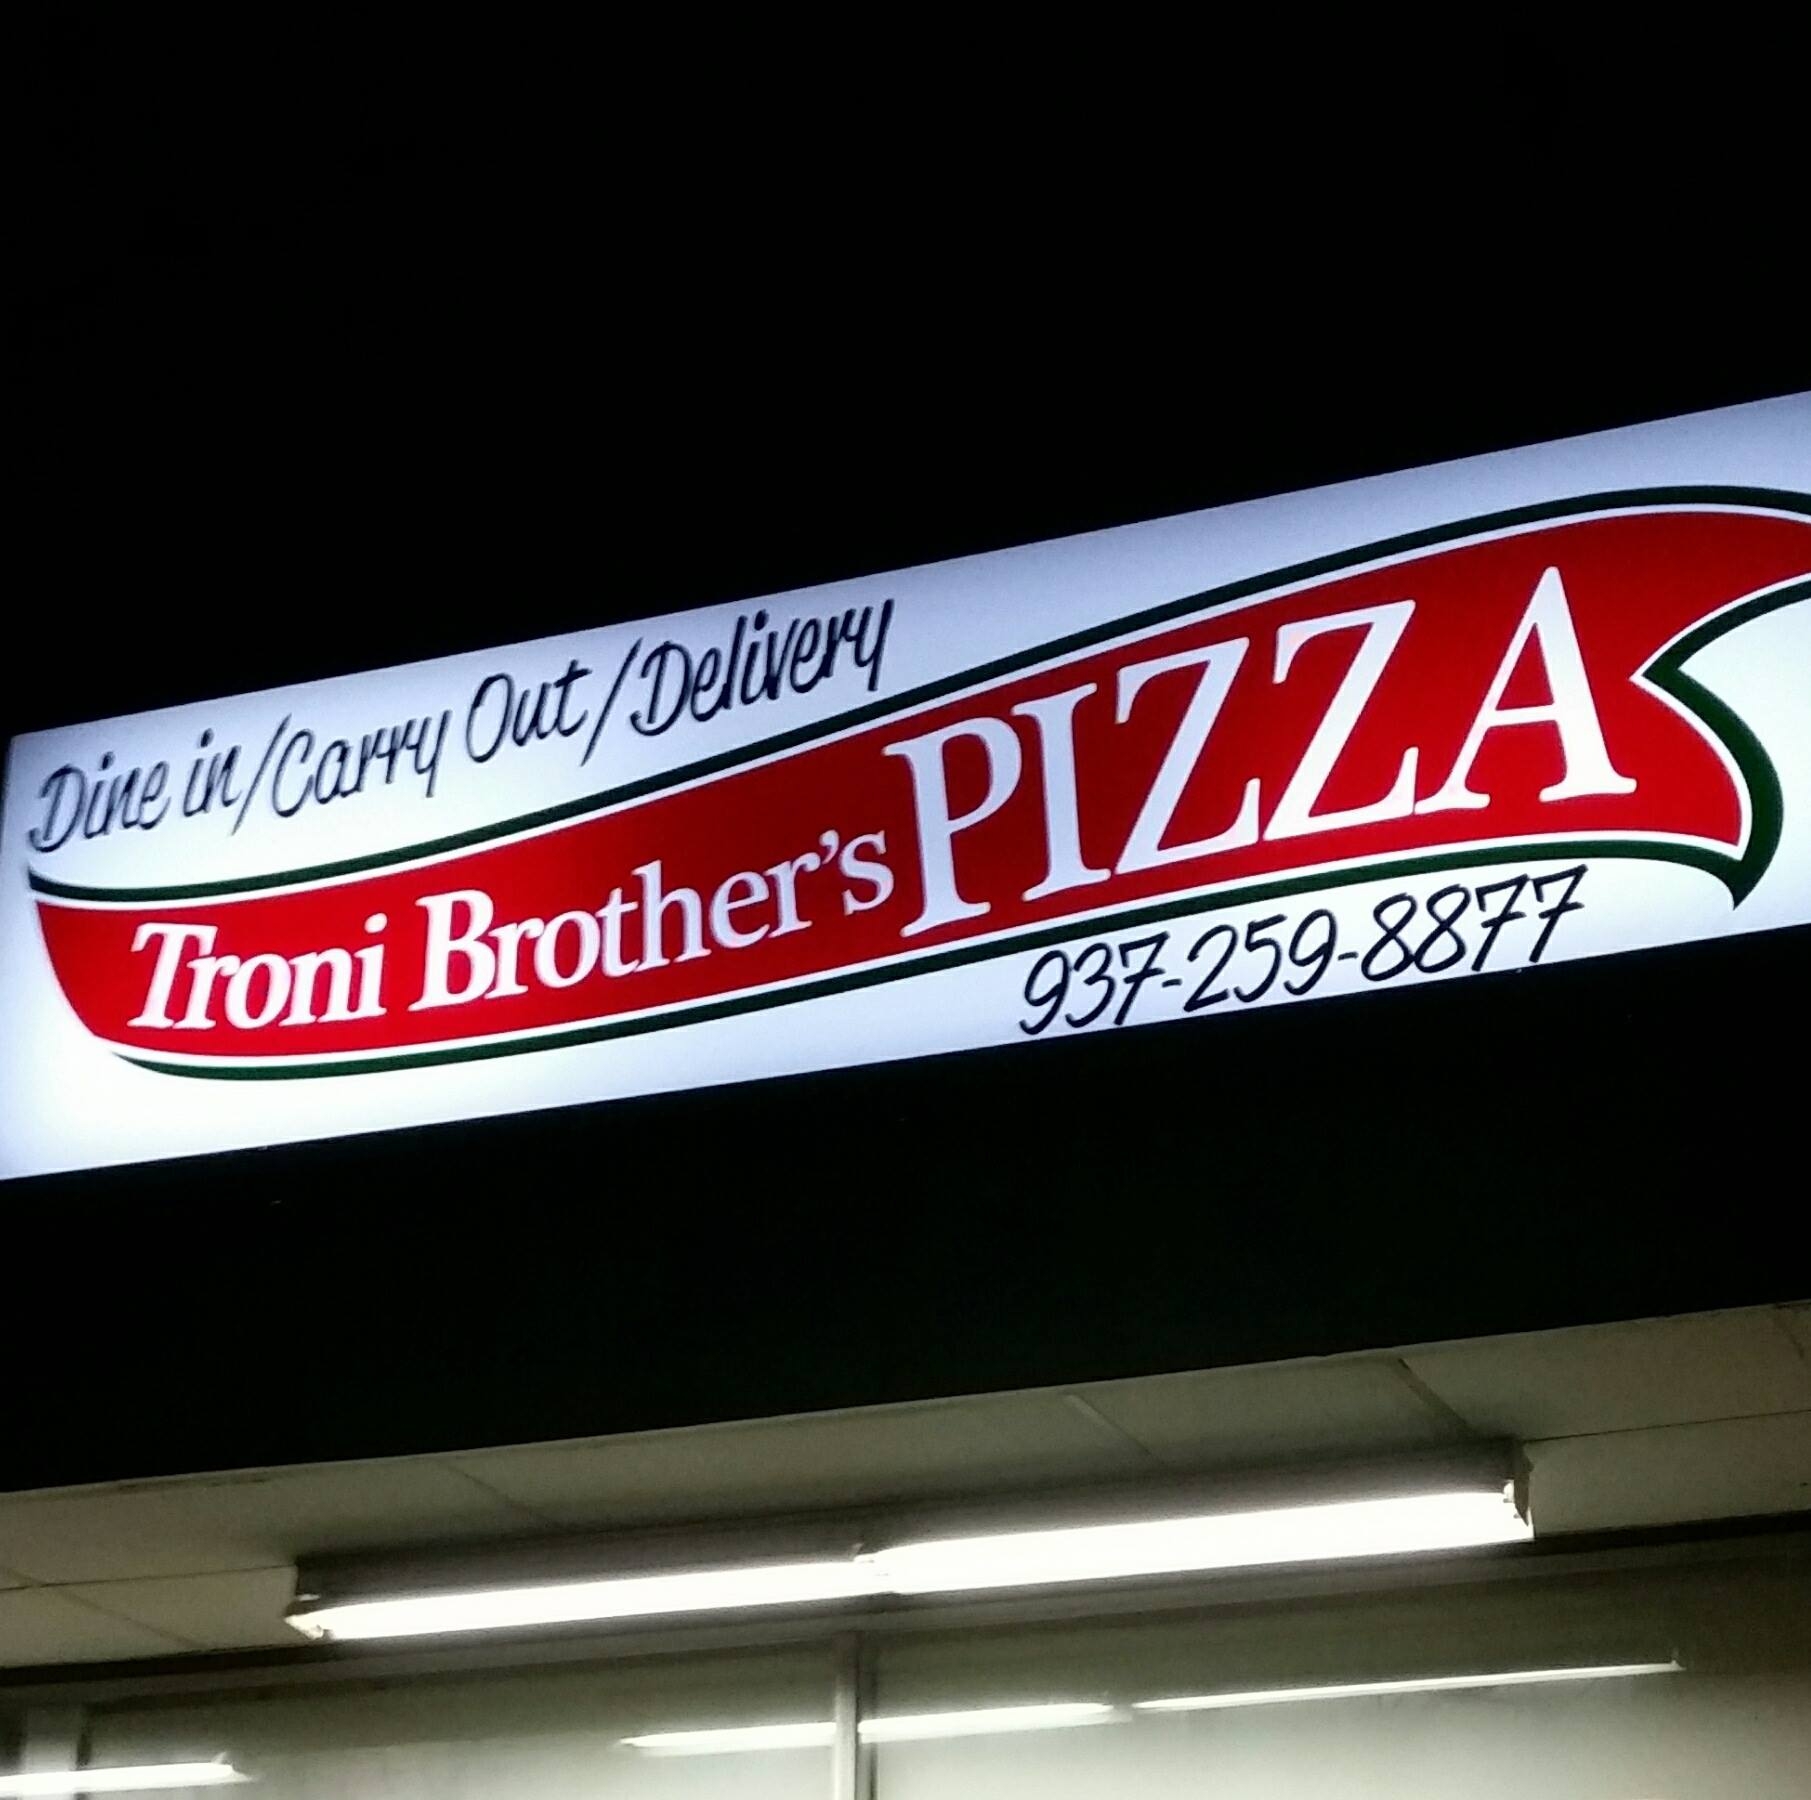 Dine in/Carry Out/Delivery
Troni Brother's PIZZA
937-259-8877